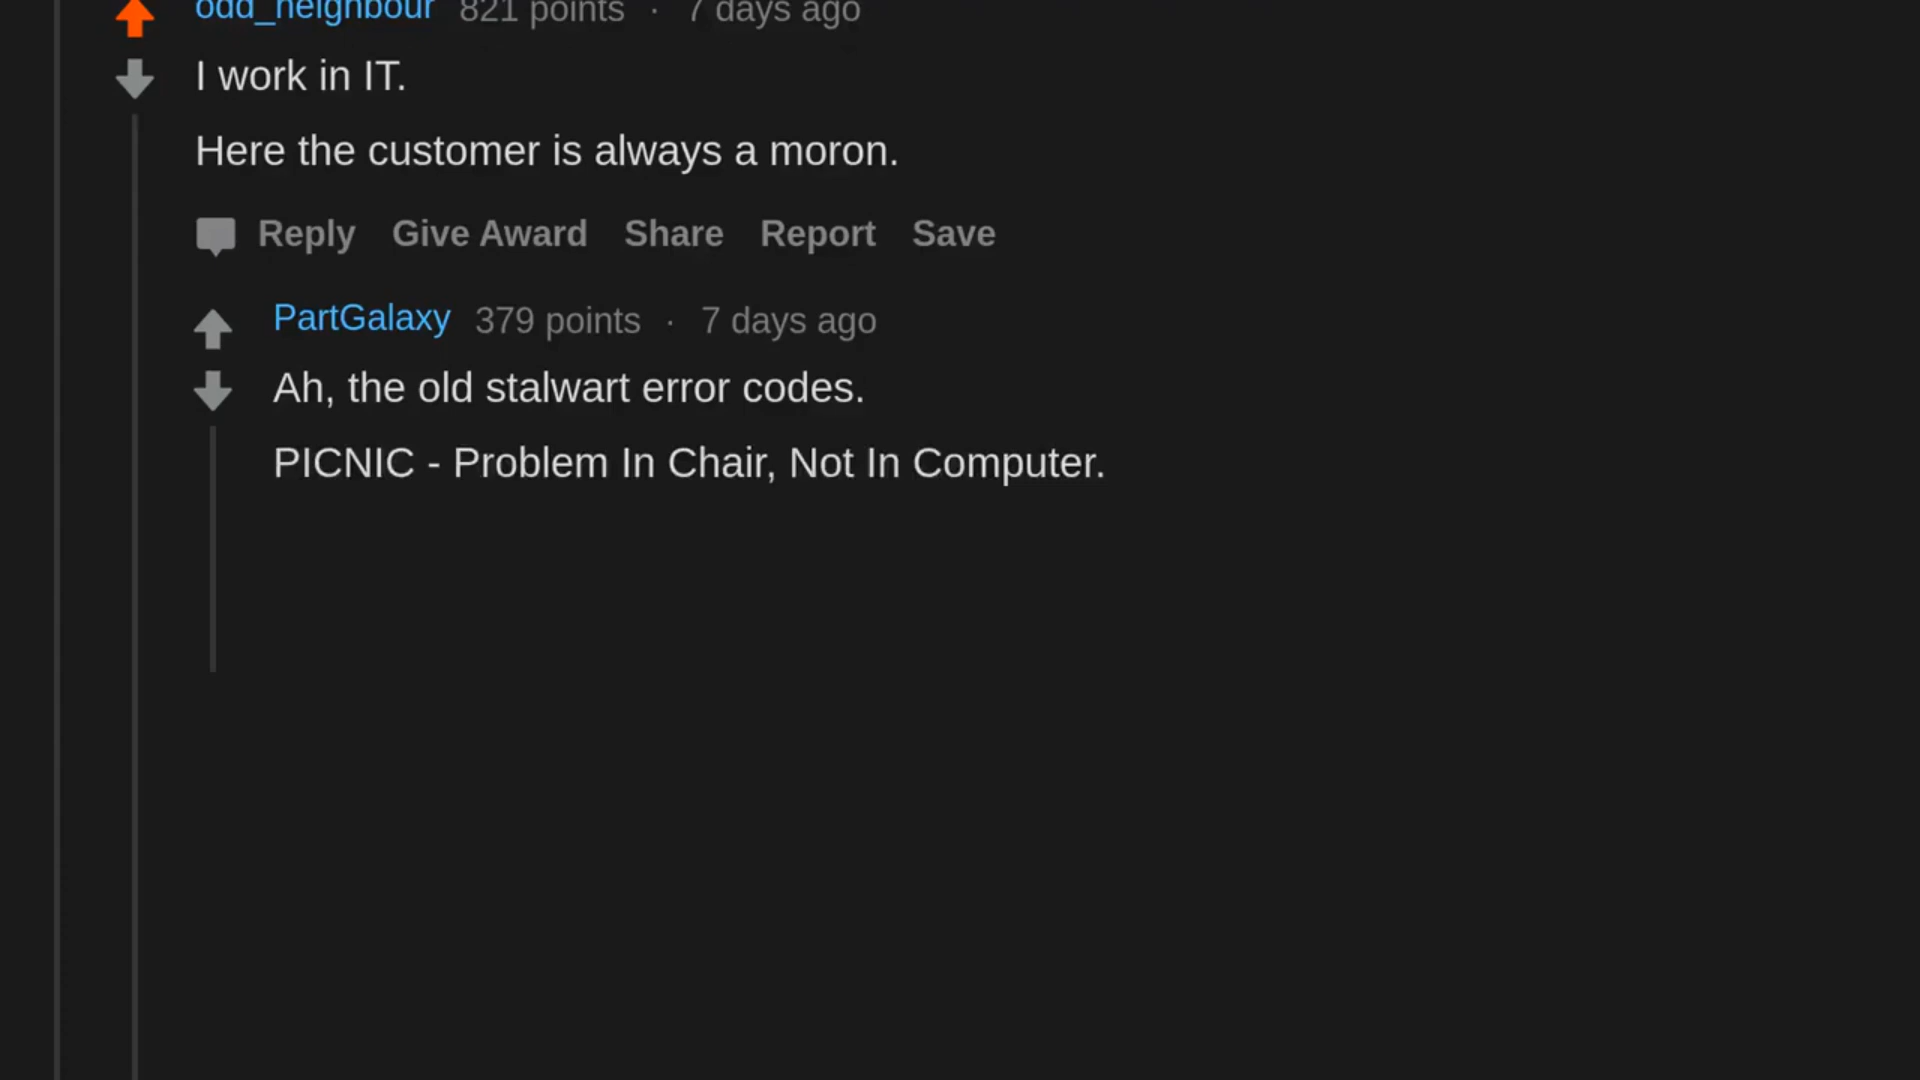 odd_neighbour 821 points · 7 days ago
I work in IT.
Here the customer is always a moron.
Reply Give Award Share Report Save
PartGalaxy 379 points · 7 days ago
Ah, the old stalwart error codes.
PICNIC - Problem In Chair, Not In Computer.